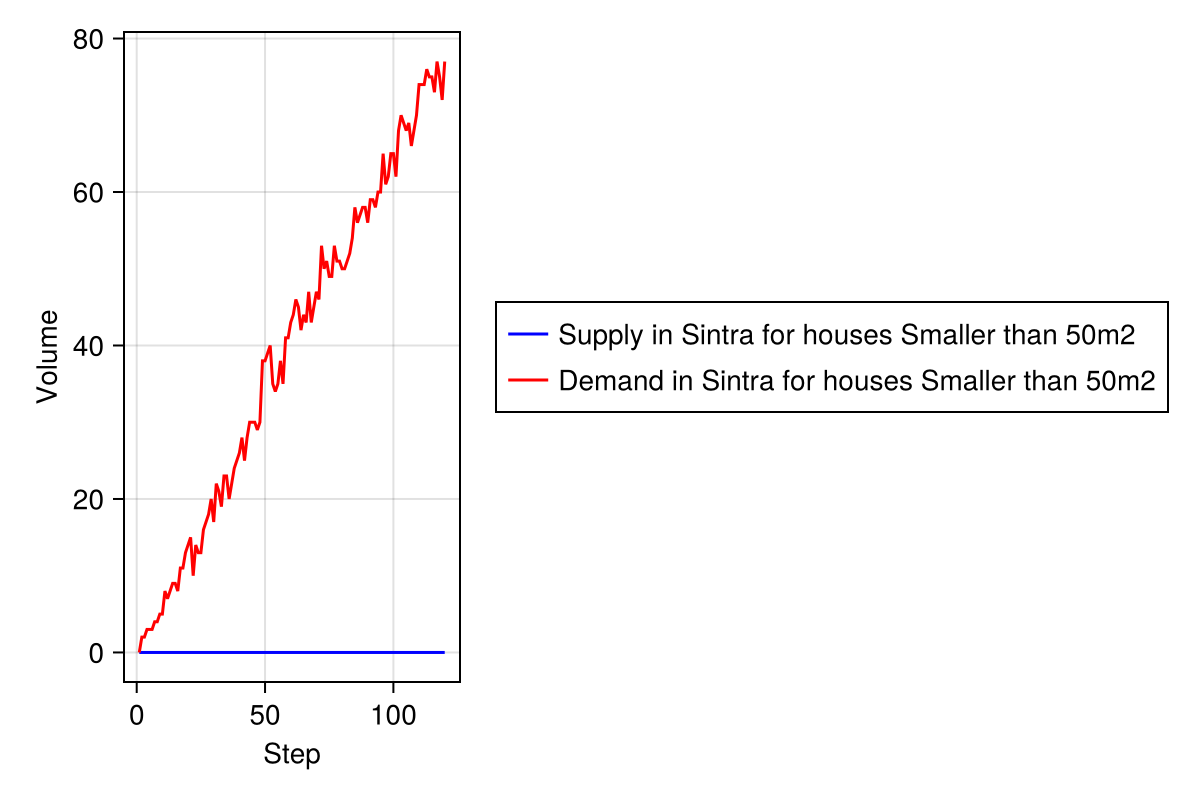 80
60
40
20
0
Volume
0 50 100
Step
Supply in Sintra for houses Smaller than 50m2
Demand in Sintra for houses Smaller than 50m2